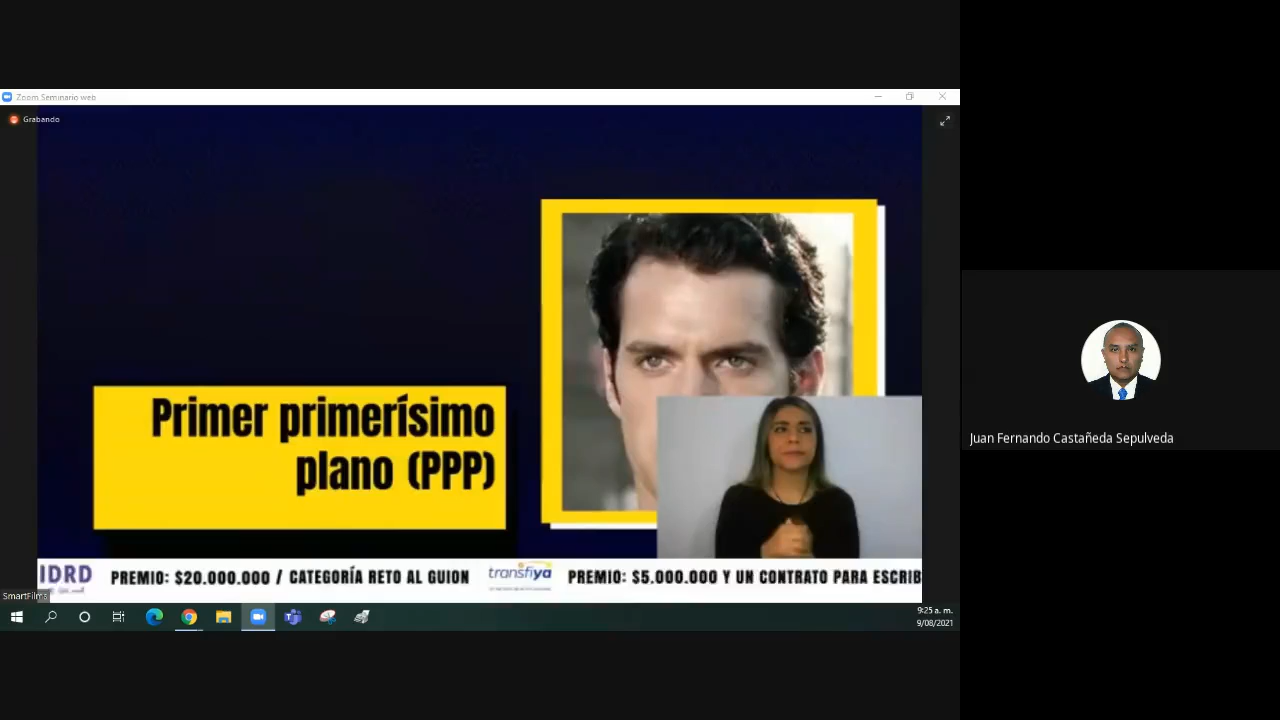 Zoom Seminario web
Grabando
Primer primerísimo
plano (PPP)
Juan Fernando Castañeda Sepulveda
IDRD
PREMIO: $20.000.000 / CATEGORÍA RETO AL GUION
transfiya
PREMIO: $5.000.000 Y UN CONTRATO PARA ESCRIB
SmartFilms
9:25 a. m.
9/08/2021